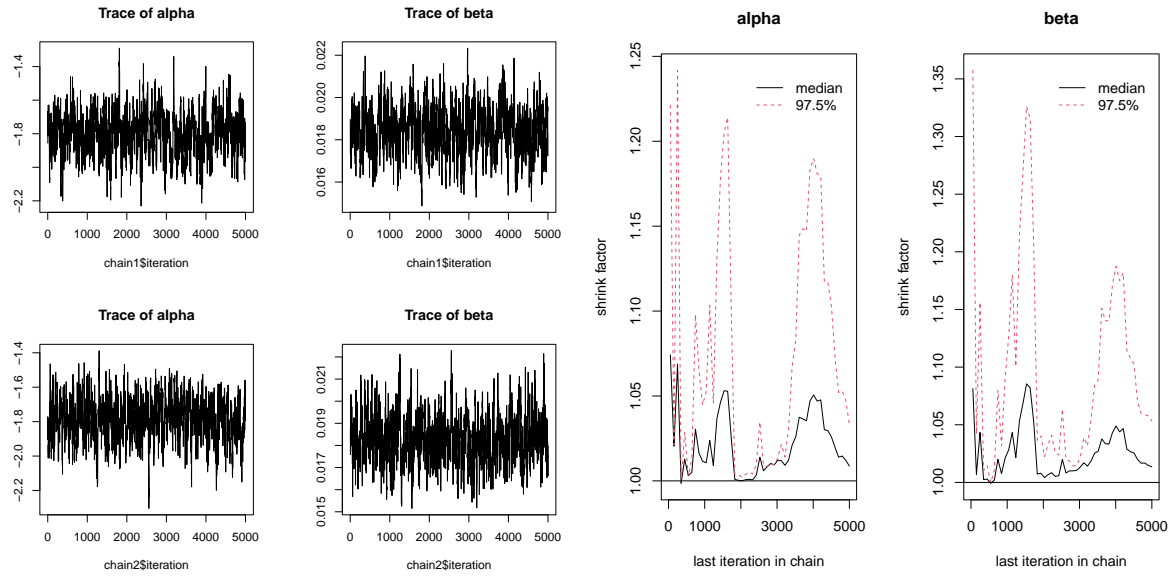 Trace of alpha
−1.4
−1.8
−2.2
0 1000 2000 3000 4000 5000
chain1$iteration
Trace of beta
0.022
0.020
0.018
0.016
0 1000 2000 3000 4000 5000
chain1$iteration
Trace of alpha
−1.4
−1.6
−1.8
−2.0
−2.2
0 1000 2000 3000 4000 5000
chain2$iteration
Trace of beta
0.021
0.019
0.017
0.015
0 1000 2000 3000 4000 5000
chain2$iteration
alpha
shrink factor
1.25
1.20
1.15
1.10
1.05
1.00
median
97.5%
0 1000 3000 5000
last iteration in chain
beta
shrink factor
1.35
1.30
1.25
1.20
1.15
1.10
1.05
1.00
median
97.5%
0 1000 3000 5000
last iteration in chain